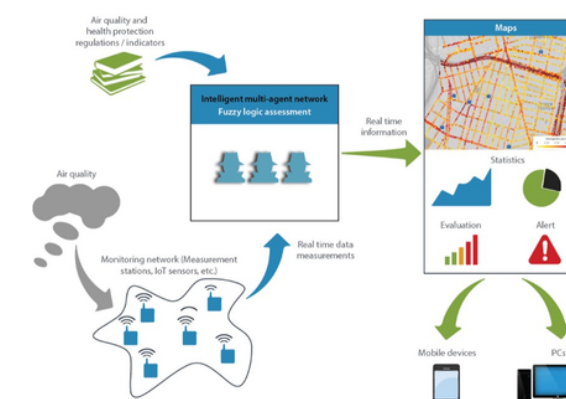 Air quality and
health protection
regulations / indicators
Maps
Intelligent multi-agent network
Fuzzy logic assessment
Real time
information
Statistics
Air quality
Evaluation
Alert
Real time data
measurements
Monitoring network (Measurement
stations, IoT sensors, etc.)
Mobile devices
PCs